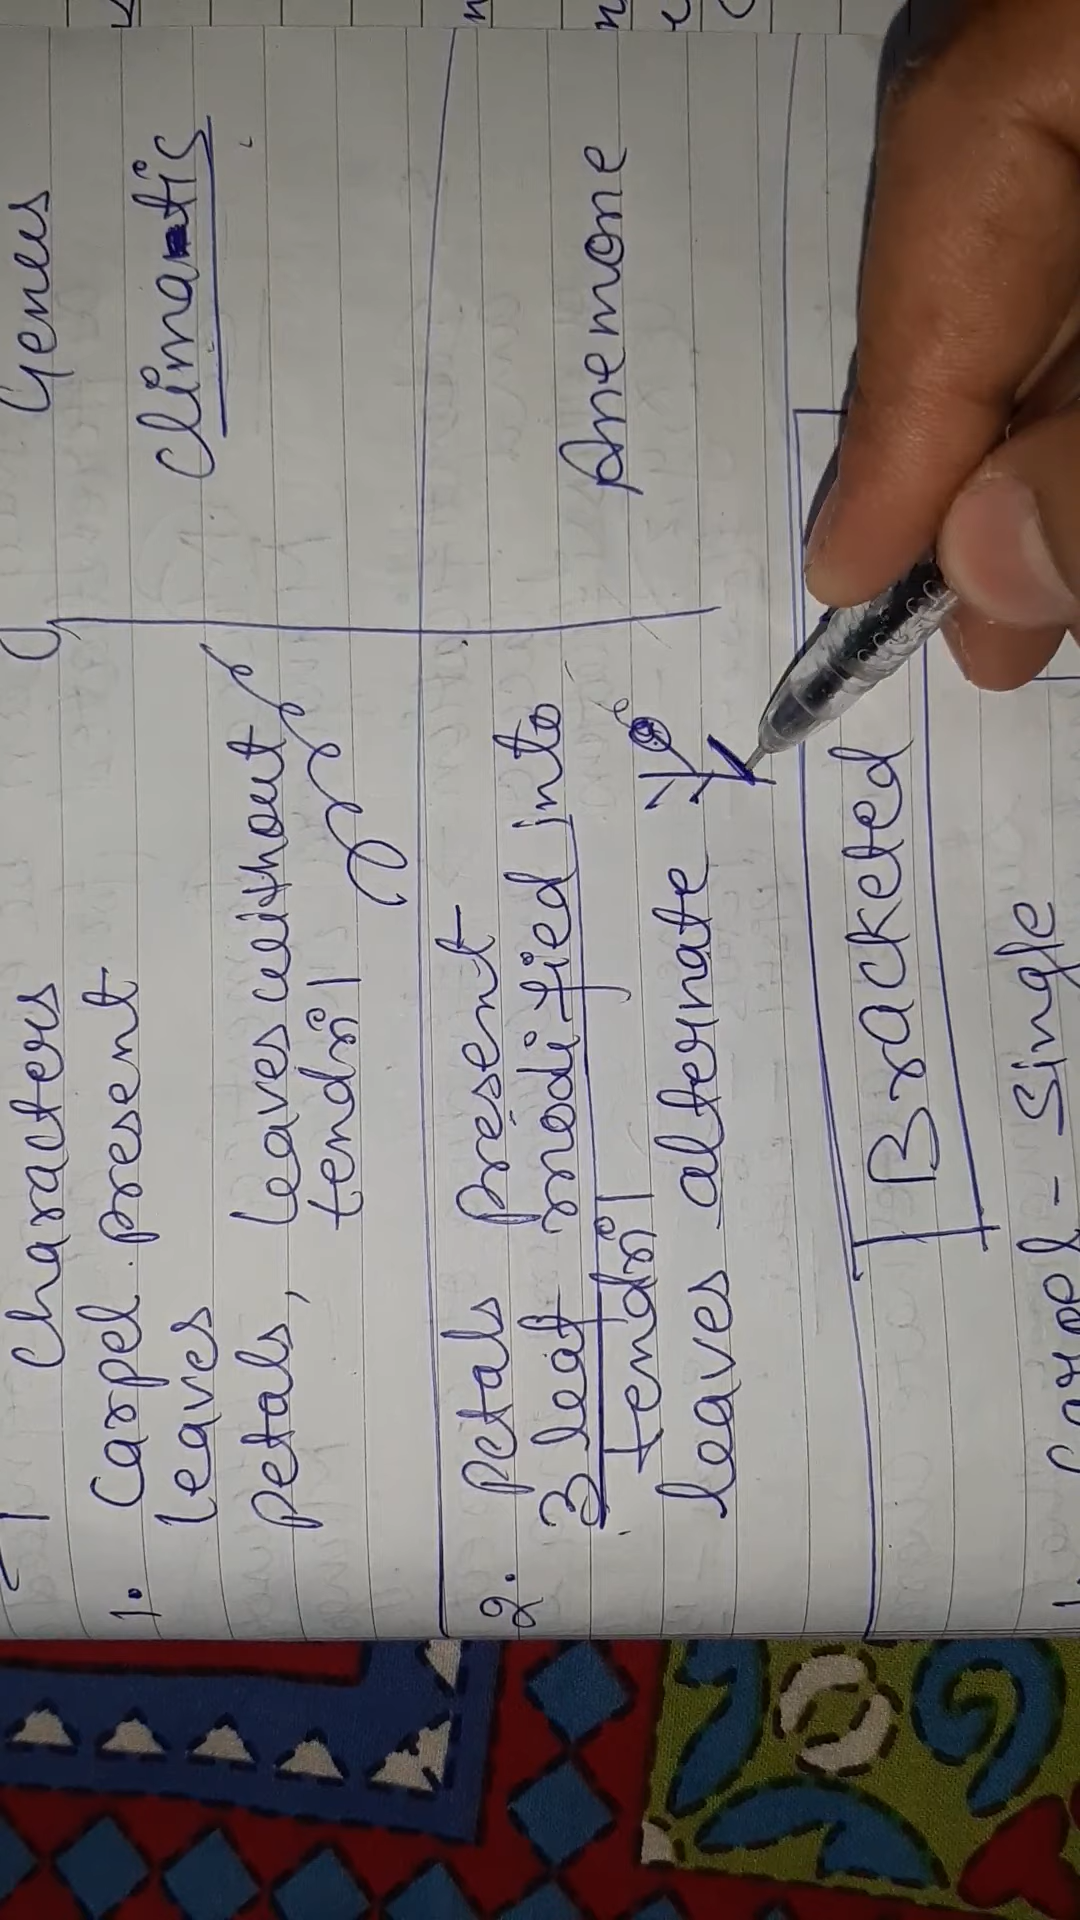 Characters Genus
1. Carpel present Climatis
leaves
petals, leaves without
tendril
2. petals present Anemone
3 leaf modified into
tendril
leaves alternate
Bracketed
1. Carpel - Single